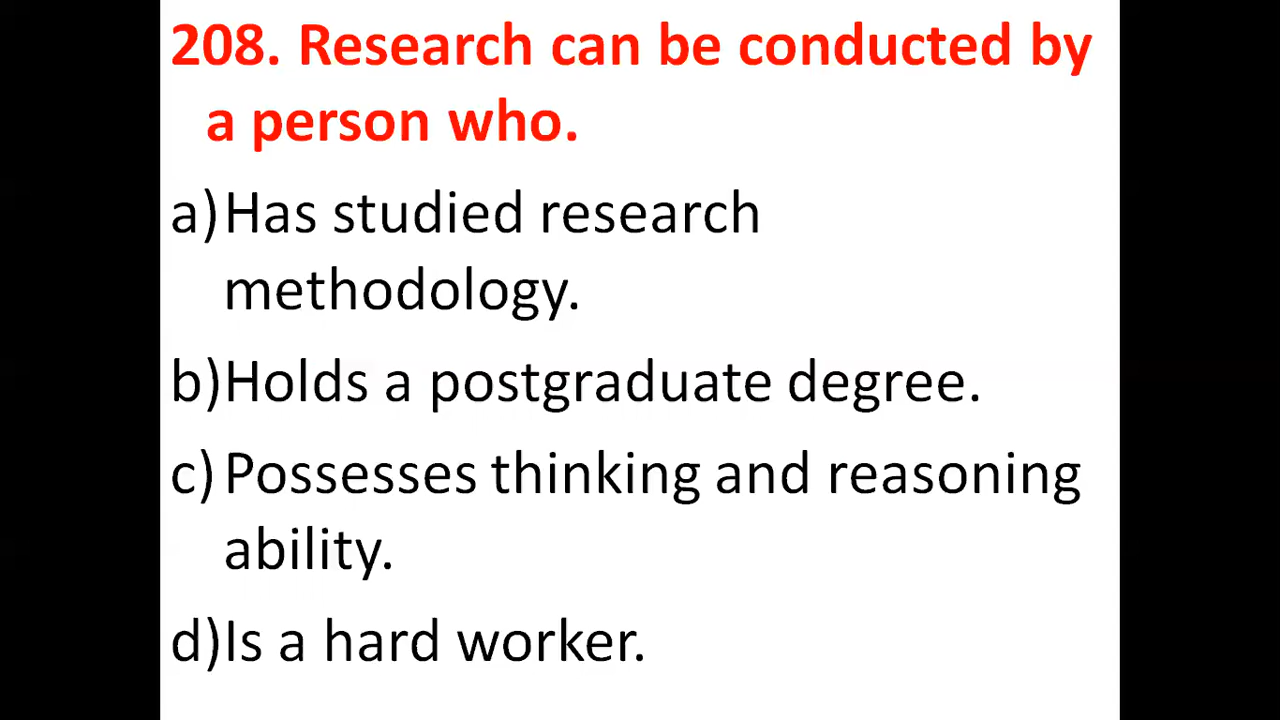 208. Research can be conducted by
a person who.
a) Has studied research
methodology.
b) Holds a postgraduate degree.
c) Possesses thinking and reasoning
ability.
d) Is a hard worker.